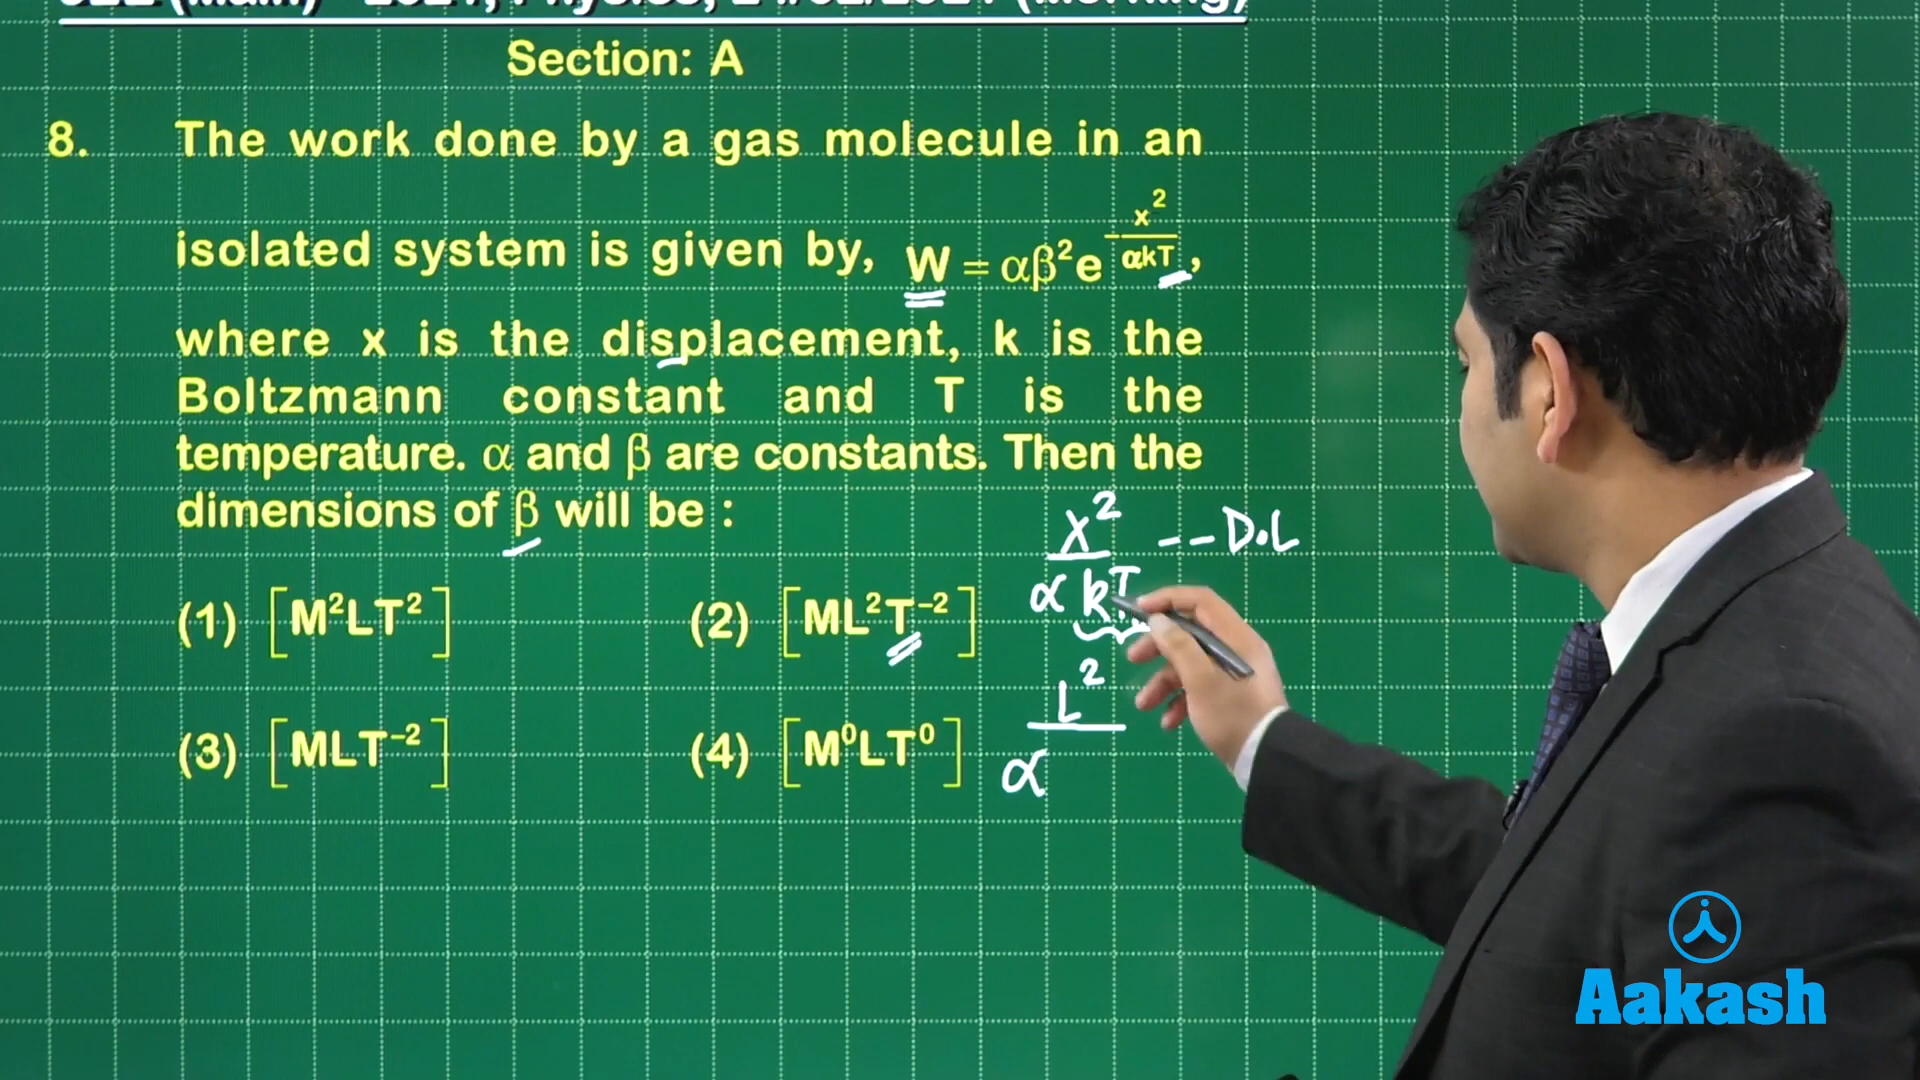 Section: A
8. The work done by a gas molecule in an
isolated system is given by, W = αβ²e^(-x²/αkT),
where x is the displacement, k is the
Boltzmann constant and T is the
temperature. α and β are constants. Then the
dimensions of β will be :
(1) [M²LT²] (2) [ML²T⁻²]
(3) [MLT⁻²] (4) [M⁰LT⁰]
x²/αkT --D.L
L²/α
Aakash